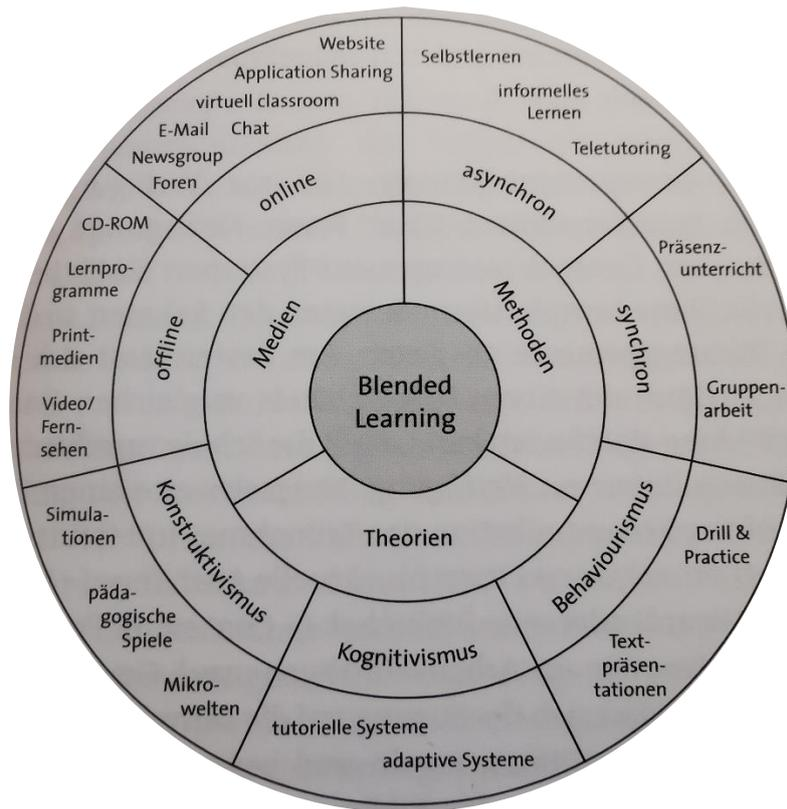 Website
Application Sharing
virtuell classroom
E-Mail Chat
Newsgroup
Foren
Selbstlernen
informelles
Lernen
Teletutoring
online
asynchron
CD-ROM
Lernpro-
gramme
Print-
medien
Video/
Fern-
sehen
offline
Medien
Methoden
synchron
Präsenz-
unterricht
Gruppen-
arbeit
Blended
Learning
Theorien
Konstruktivismus
Kognitivismus
Behaviourismus
Simula-
tionen
päda-
gogische
Spiele
Mikro-
welten
tutorielle Systeme
adaptive Systeme
Drill &
Practice
Text-
präsen-
tationen